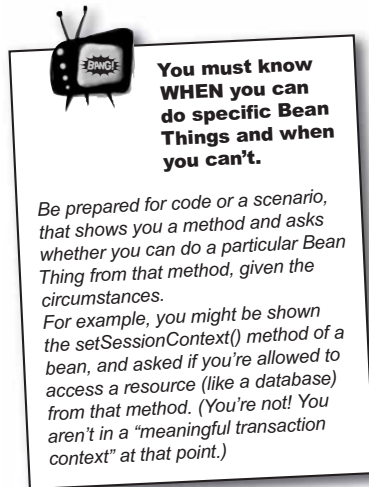 BANG!
You must know
WHEN you can
do specific Bean
Things and when
you can't.
Be prepared for code or a scenario,
that shows you a method and asks
whether you can do a particular Bean
Thing from that method, given the
circumstances.
For example, you might be shown
the setSessionContext() method of a
bean, and asked if you're allowed to
access a resource (like a database)
from that method. (You're not! You
aren't in a “meaningful transaction
context” at that point.)